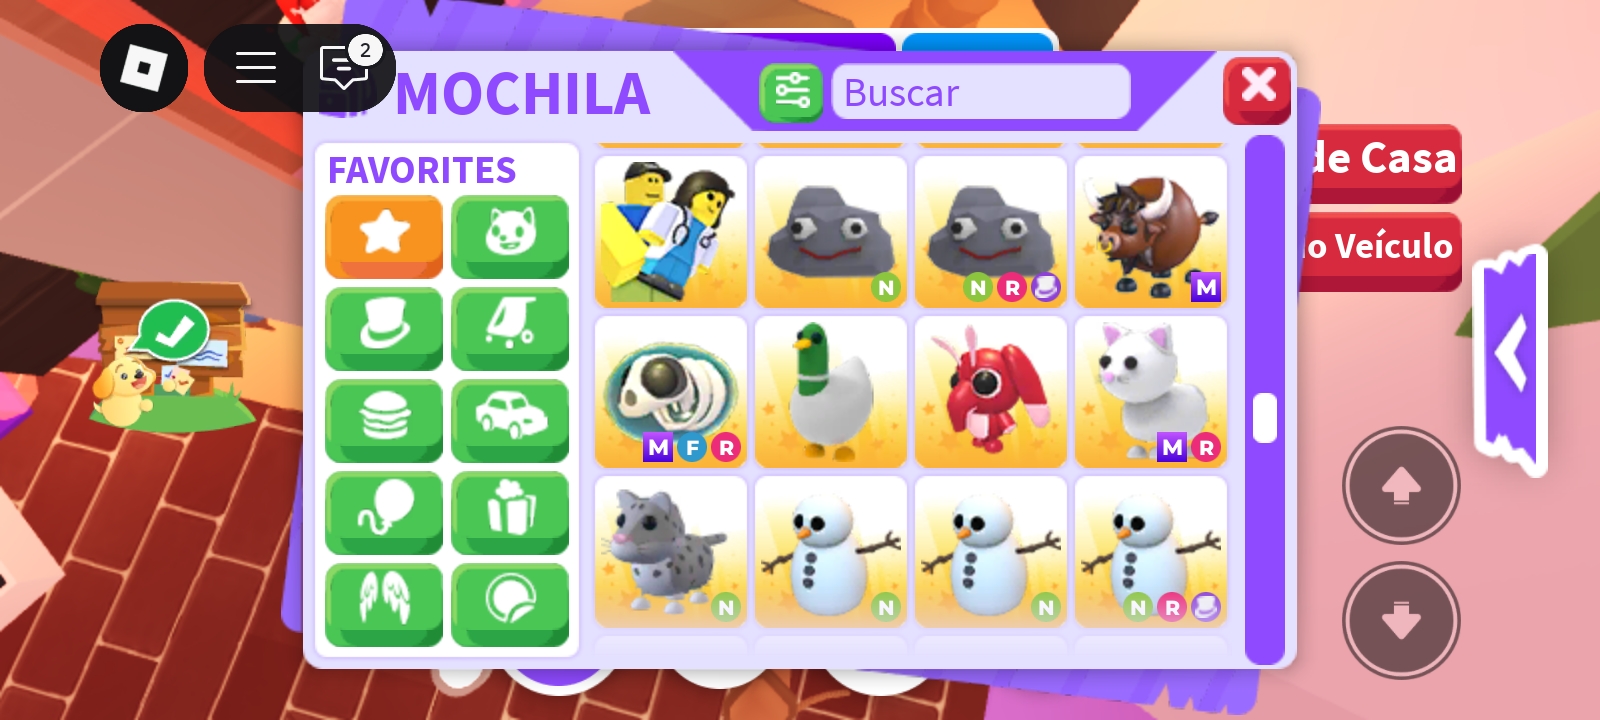 2
MOCHILA
Buscar
FAVORITES
de Casa
o Veículo
N
N R
M
M F R
M R
N
N
N
N R